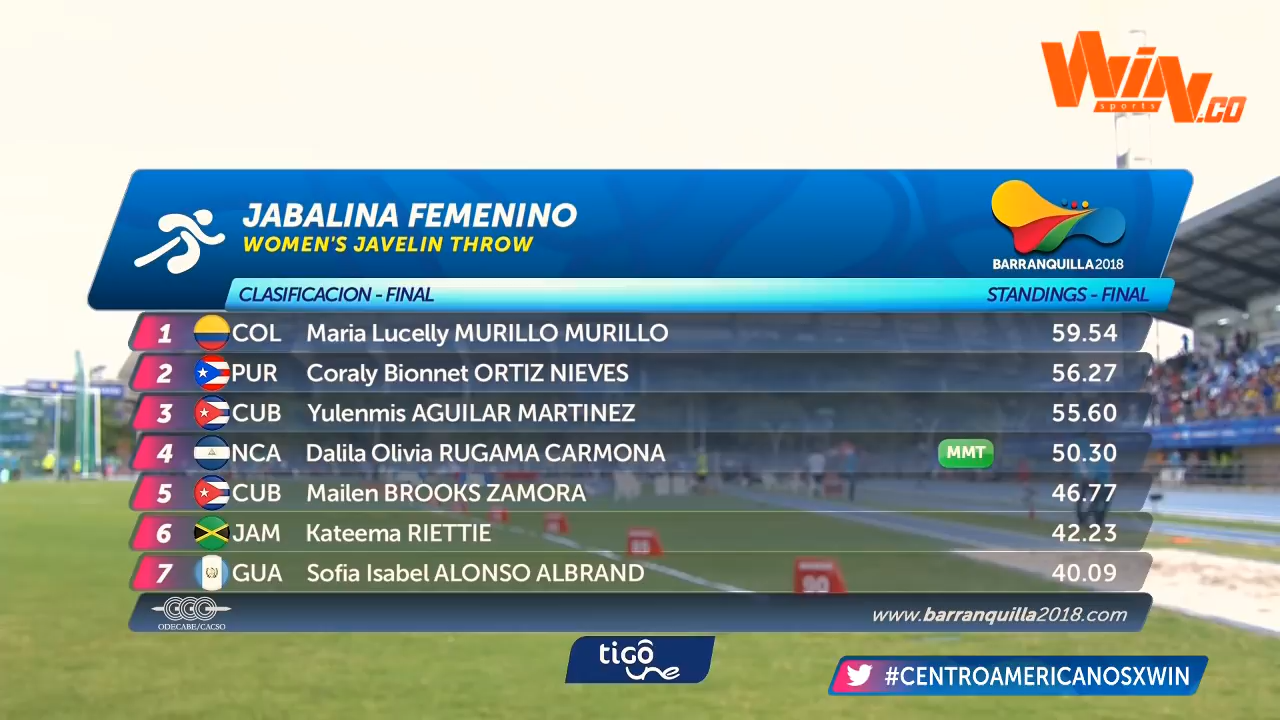 WIN
sports
.CO
JABALINA FEMENINO
WOMEN'S JAVELIN THROW
BARRANQUILLA2018
CLASIFICACION - FINAL STANDINGS - FINAL
1 COL Maria Lucelly MURILLO MURILLO 59.54
2 PUR Coraly Bionnet ORTIZ NIEVES 56.27
3 CUB Yulenmis AGUILAR MARTINEZ 55.60
4 NCA Dalila Olivia RUGAMA CARMONA MMT 50.30
5 CUB Mailen BROOKS ZAMORA 46.77
6 JAM Kateema RIETTIE 42.23
7 GUA Sofia Isabel ALONSO ALBRAND 40.09
90
ODECABE/CACSO
www.barranquilla2018.com
tigo
une
#CENTROAMERICANOSXWIN